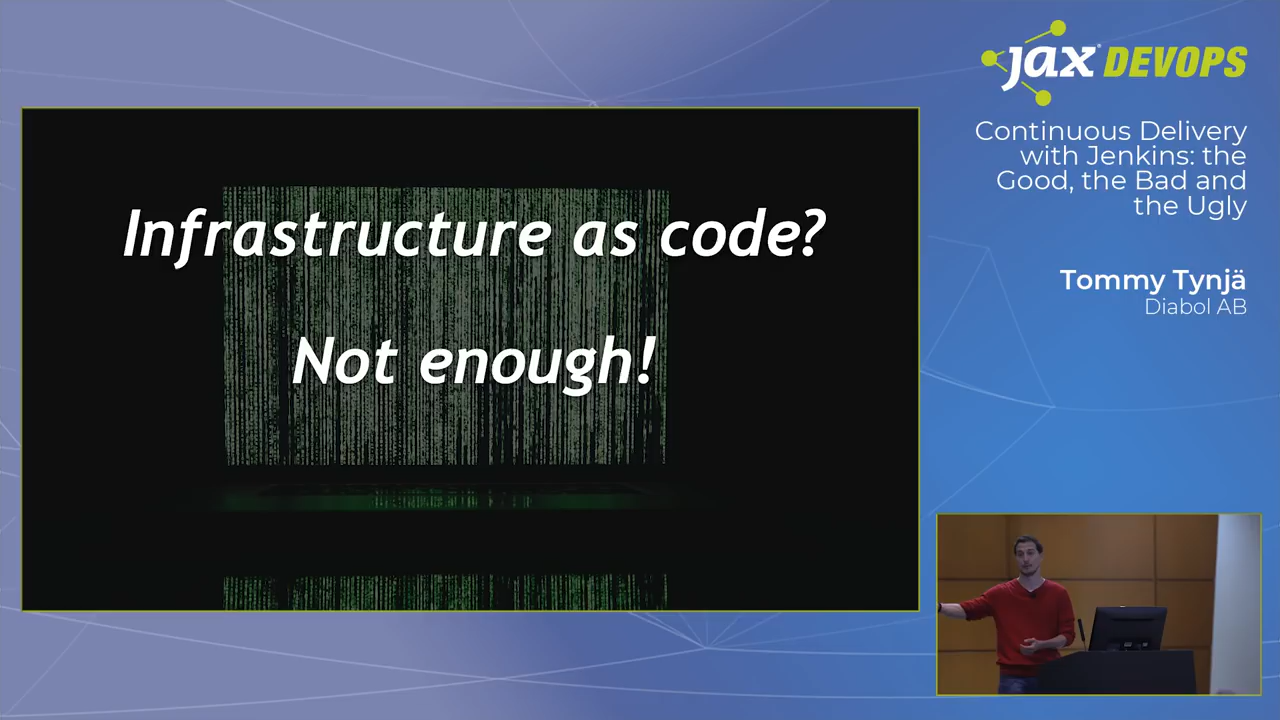 Infrastructure as code?
Not enough!
jax DEVOPS
Continuous Delivery
with Jenkins: the
Good, the Bad and
the Ugly
Tommy Tynjä
Diabol AB